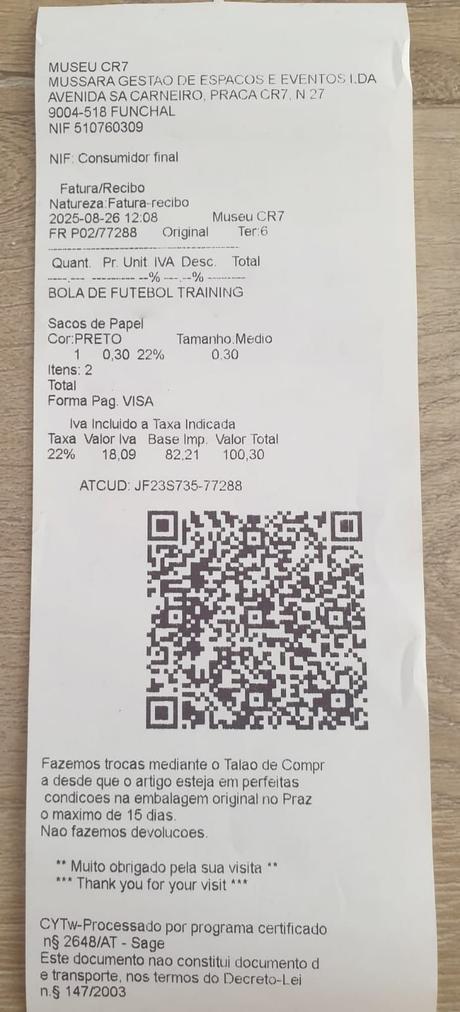 MUSEU CR7
MUSSARA GESTAO DE ESPACOS E EVENTOS LDA
AVENIDA SA CARNEIRO, PRACA CR7, N 27
9004-518 FUNCHAL
NIF 510760309
NIF: Consumidor final
Fatura/Recibo
Natureza:Fatura-recibo
2025-08-26 12:08 Museu CR7
FR P02/77288 Original Ter:6
Quant. Pr. Unit IVA Desc. Total
----.--- ---------- --% ---.--%
BOLA DE FUTEBOL TRAINING
Sacos de Papel
Cor:PRETO Tamanho:Medio
1 0,30 22% 0.30
Itens: 2
Total
Forma Pag. VISA
Iva Incluido a Taxa Indicada
Taxa Valor Iva Base Imp. Valor Total
22% 18,09 82,21 100,30
ATCUD: JF23S735-77288
Fazemos trocas mediante o Talao de Compr
a desde que o artigo esteja em perfeitas
condicoes na embalagem original no Praz
o maximo de 15 dias.
Nao fazemos devolucoes.
** Muito obrigado pela sua visita **
*** Thank you for your visit ***
CYTw-Processado por programa certificado
n§ 2648/AT - Sage
Este documento nao constitui documento d
e transporte, nos termos do Decreto-Lei
n.§ 147/2003